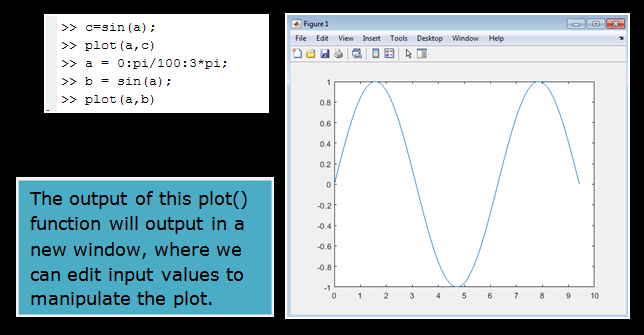 >> c=sin(a);
>> plot(a,c)
>> a = 0:pi/100:3*pi;
>> b = sin(a);
>> plot(a,b)
The output of this plot()
function will output in a
new window, where we
can edit input values to
manipulate the plot.
Figure 1
File Edit View Insert Tools Desktop Window Help
1
0.8
0.6
0.4
0.2
0
-0.2
-0.4
-0.6
-0.8
-1
0 1 2 3 4 5 6 7 8 9 10